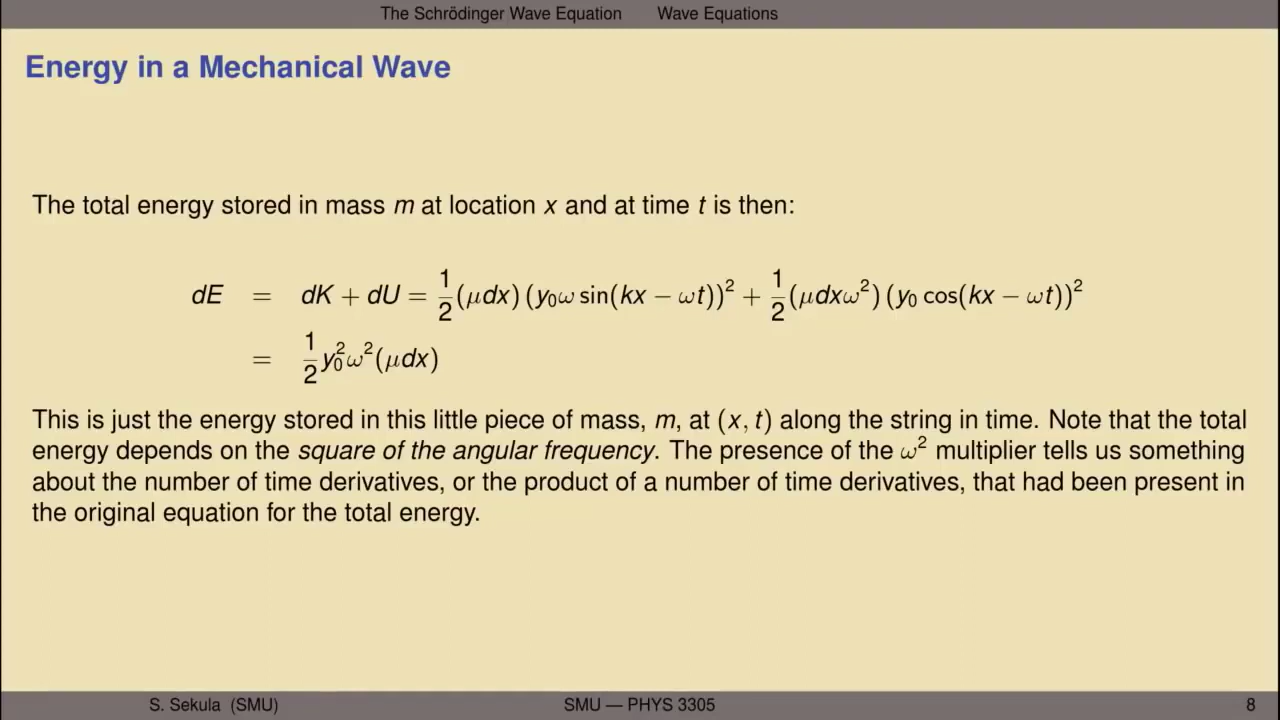 The Schrödinger Wave Equation Wave Equations
Energy in a Mechanical Wave
The total energy stored in mass m at location x and at time t is then:
dE = dK + dU = 1/2 (μdx) (y₀ω sin(kx − ωt))² + 1/2 (μdxω²) (y₀ cos(kx − ωt))²
= 1/2 y₀²ω²(μdx)
This is just the energy stored in this little piece of mass, m, at (x, t) along the string in time. Note that the total
energy depends on the square of the angular frequency. The presence of the ω² multiplier tells us something
about the number of time derivatives, or the product of a number of time derivatives, that had been present in
the original equation for the total energy.
S. Sekula (SMU) SMU — PHYS 3305 8